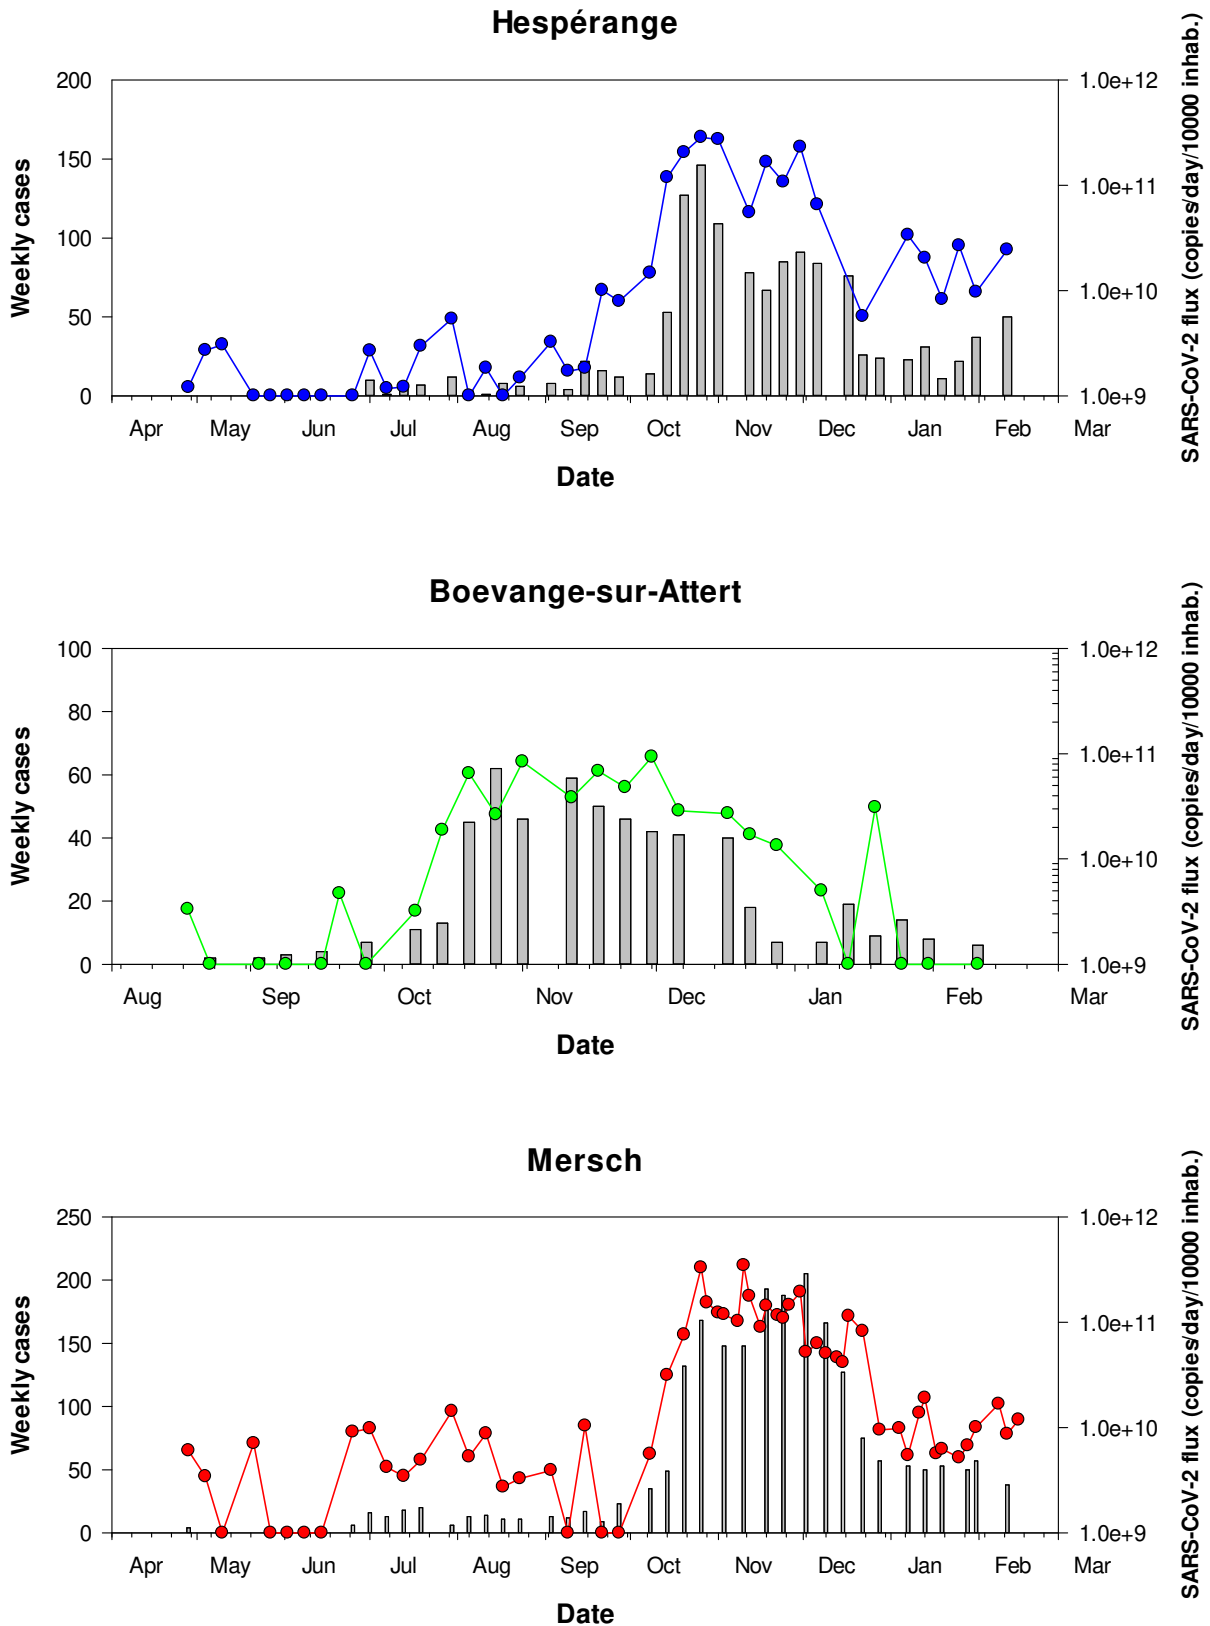 Hespérange
Weekly cases
200
150
100
50
0
1.0e+12
1.0e+11
1.0e+10
1.0e+9
SARS-CoV-2 flux (copies/day/10000 inhab.)
Apr May Jun Jul Aug Sep Oct Nov Dec Jan Feb Mar
Date
Boevange-sur-Attert
Weekly cases
100
80
60
40
20
0
1.0e+12
1.0e+11
1.0e+10
1.0e+9
SARS-CoV-2 flux (copies/day/10000 inhab.)
Aug Sep Oct Nov Dec Jan Feb Mar
Date
Mersch
Weekly cases
250
200
150
100
50
0
1.0e+12
1.0e+11
1.0e+10
1.0e+9
SARS-CoV-2 flux (copies/day/10000 inhab.)
Apr May Jun Jul Aug Sep Oct Nov Dec Jan Feb Mar
Date